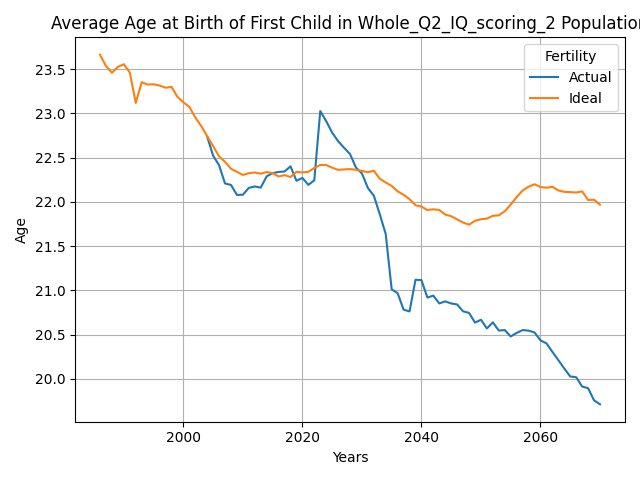 Average Age at Birth of First Child in Whole_Q2_IQ_scoring_2 Population
Fertility
Actual
Ideal
23.5
23.0
22.5
22.0
21.5
21.0
20.5
20.0
Age
2000
2020
2040
2060
Years